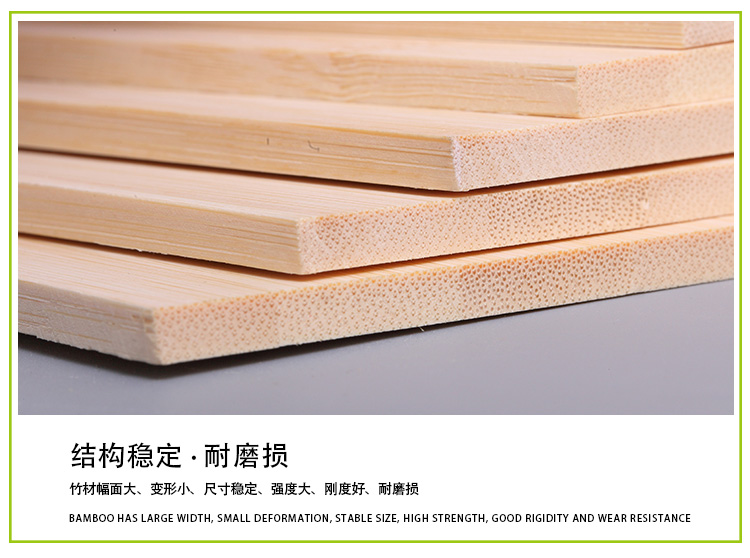 结构稳定·耐磨损
竹材幅面大、变形小、尺寸稳定、强度大、刚度好、耐磨损
BAMBOO HAS LARGE WIDTH, SMALL DEFORMATION, STABLE SIZE, HIGH STRENGTH, GOOD RIGIDITY AND WEAR RESISTANCE